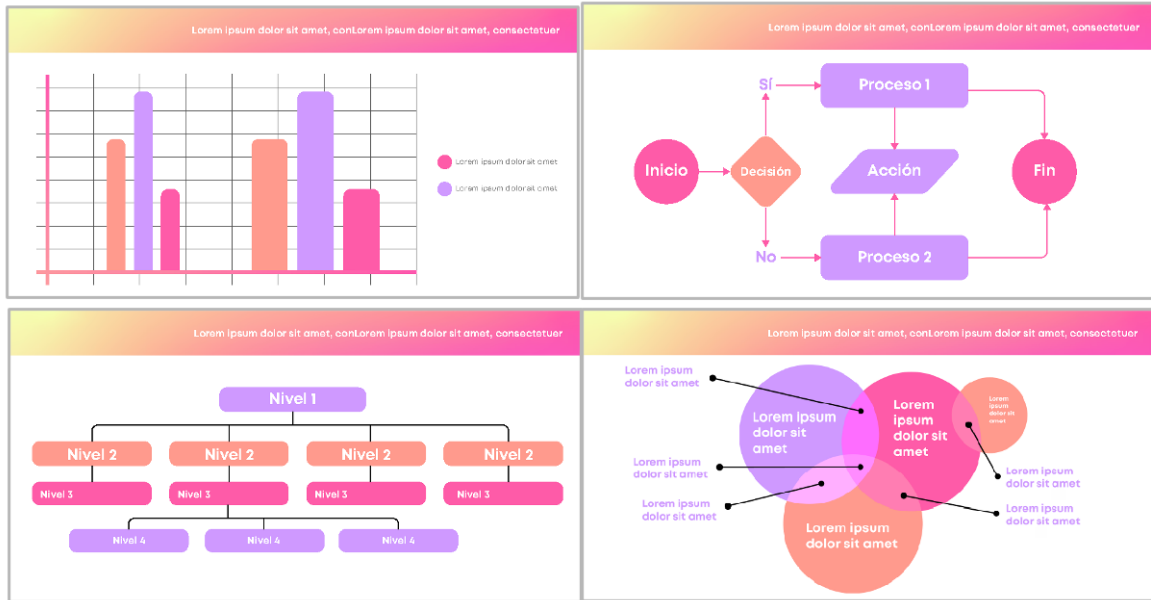 Lorem ipsum dolor sit amet, conLorem ipsum dolor sit amet, consectetuer
Lorem ipsum dolor sit amet
Lorem ipsum dolor sit amet
Lorem ipsum dolor sit amet, conLorem ipsum dolor sit amet, consectetuer
Sí
Proceso 1
Inicio
Decisión
Acción
Fin
No
Proceso 2
Lorem ipsum dolor sit amet, conLorem ipsum dolor sit amet, consectetuer
Nivel 1
Nivel 2
Nivel 2
Nivel 2
Nivel 2
Nivel 3
Nivel 3
Nivel 3
Nivel 3
Nivel 4
Nivel 4
Nivel 4
Lorem ipsum dolor sit amet, conLorem ipsum dolor sit amet, consectetuer
Lorem ipsum
dolor sit amet
Lorem ipsum
dolor sit
amet
Lorem
ipsum
dolor sit
amet
Lorem
ipsum
dolor sit
amet
Lorem ipsum
dolor sit amet
Lorem ipsum
dolor sit amet
Lorem ipsum
dolor sit amet
Lorem ipsum
dolor sit amet
Lorem ipsum
dolor sit amet